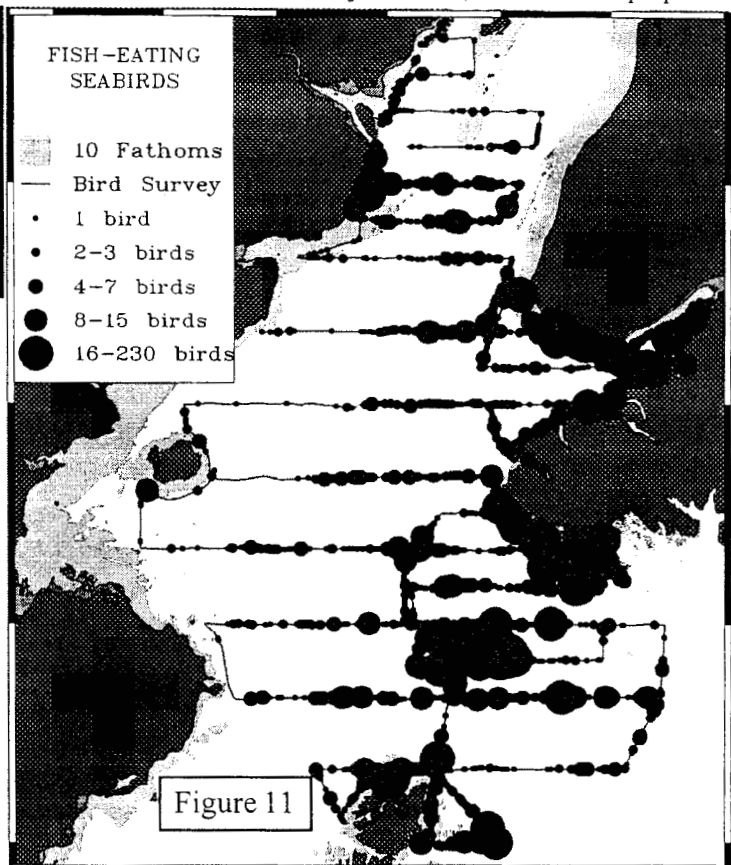 FISH-EATING
SEABIRDS
10 Fathoms
Bird Survey
1 bird
2-3 birds
4-7 birds
8-15 birds
16-230 birds
Figure 11